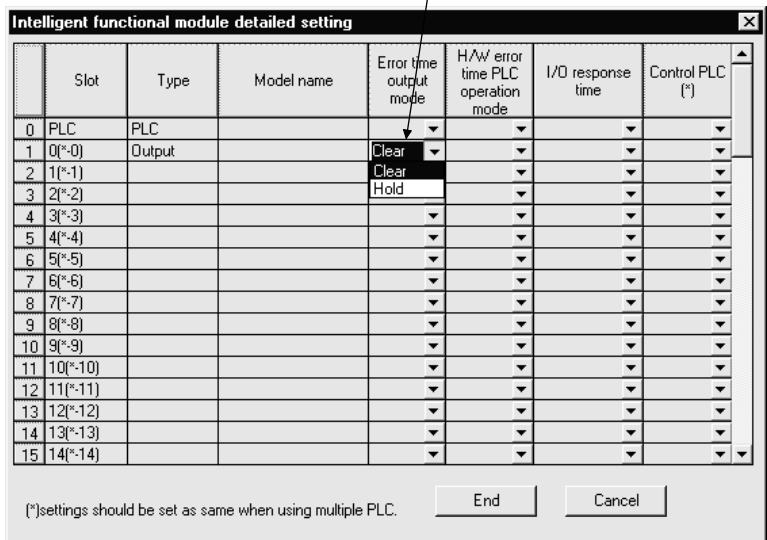 Intelligent functional module detailed setting
Slot Type Model name Error time output mode H/W error time PLC operation mode I/O response time Control PLC (*)
0 PLC PLC
1 0(*-0) Output Clear
2 1(*-1) Clear
3 2(*-2) Hold
4 3(*-3)
5 4(*-4)
6 5(*-5)
7 6(*-6)
8 7(*-7)
9 8(*-8)
10 9(*-9)
11 10(*-10)
12 11(*-11)
13 12(*-12)
14 13(*-13)
15 14(*-14)
(*)settings should be set as same when using multiple PLC. End Cancel